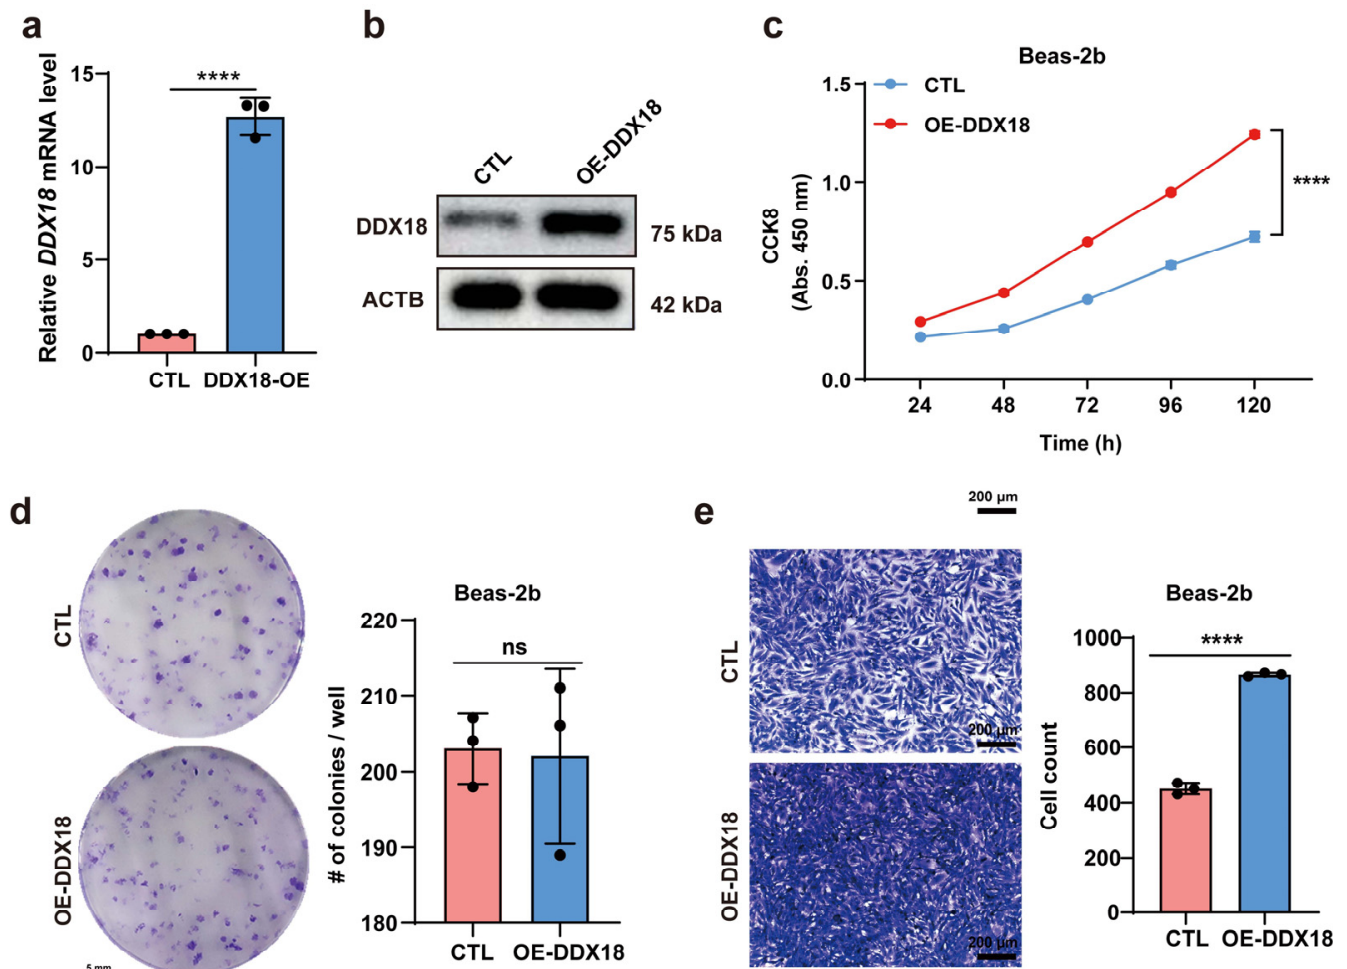 a
Relative DDX18 mRNA level
15
10
5
0
****
CTL
DDX18-OE
b
CTL
OE-DDX18
DDX18
75 kDa
ACTB
42 kDa
c
Beas-2b
CTL
OE-DDX18
CCK8
(Abs. 450 nm)
1.5
1.0
0.5
0.0
****
24
48
72
96
120
Time (h)
d
CTL
OE-DDX18
5 mm
Beas-2b
# of colonies / well
220
210
200
190
180
ns
CTL
OE-DDX18
e
200 µm
CTL
200 µm
OE-DDX18
200 µm
Beas-2b
Cell count
1000
800
600
400
200
0
****
CTL
OE-DDX18